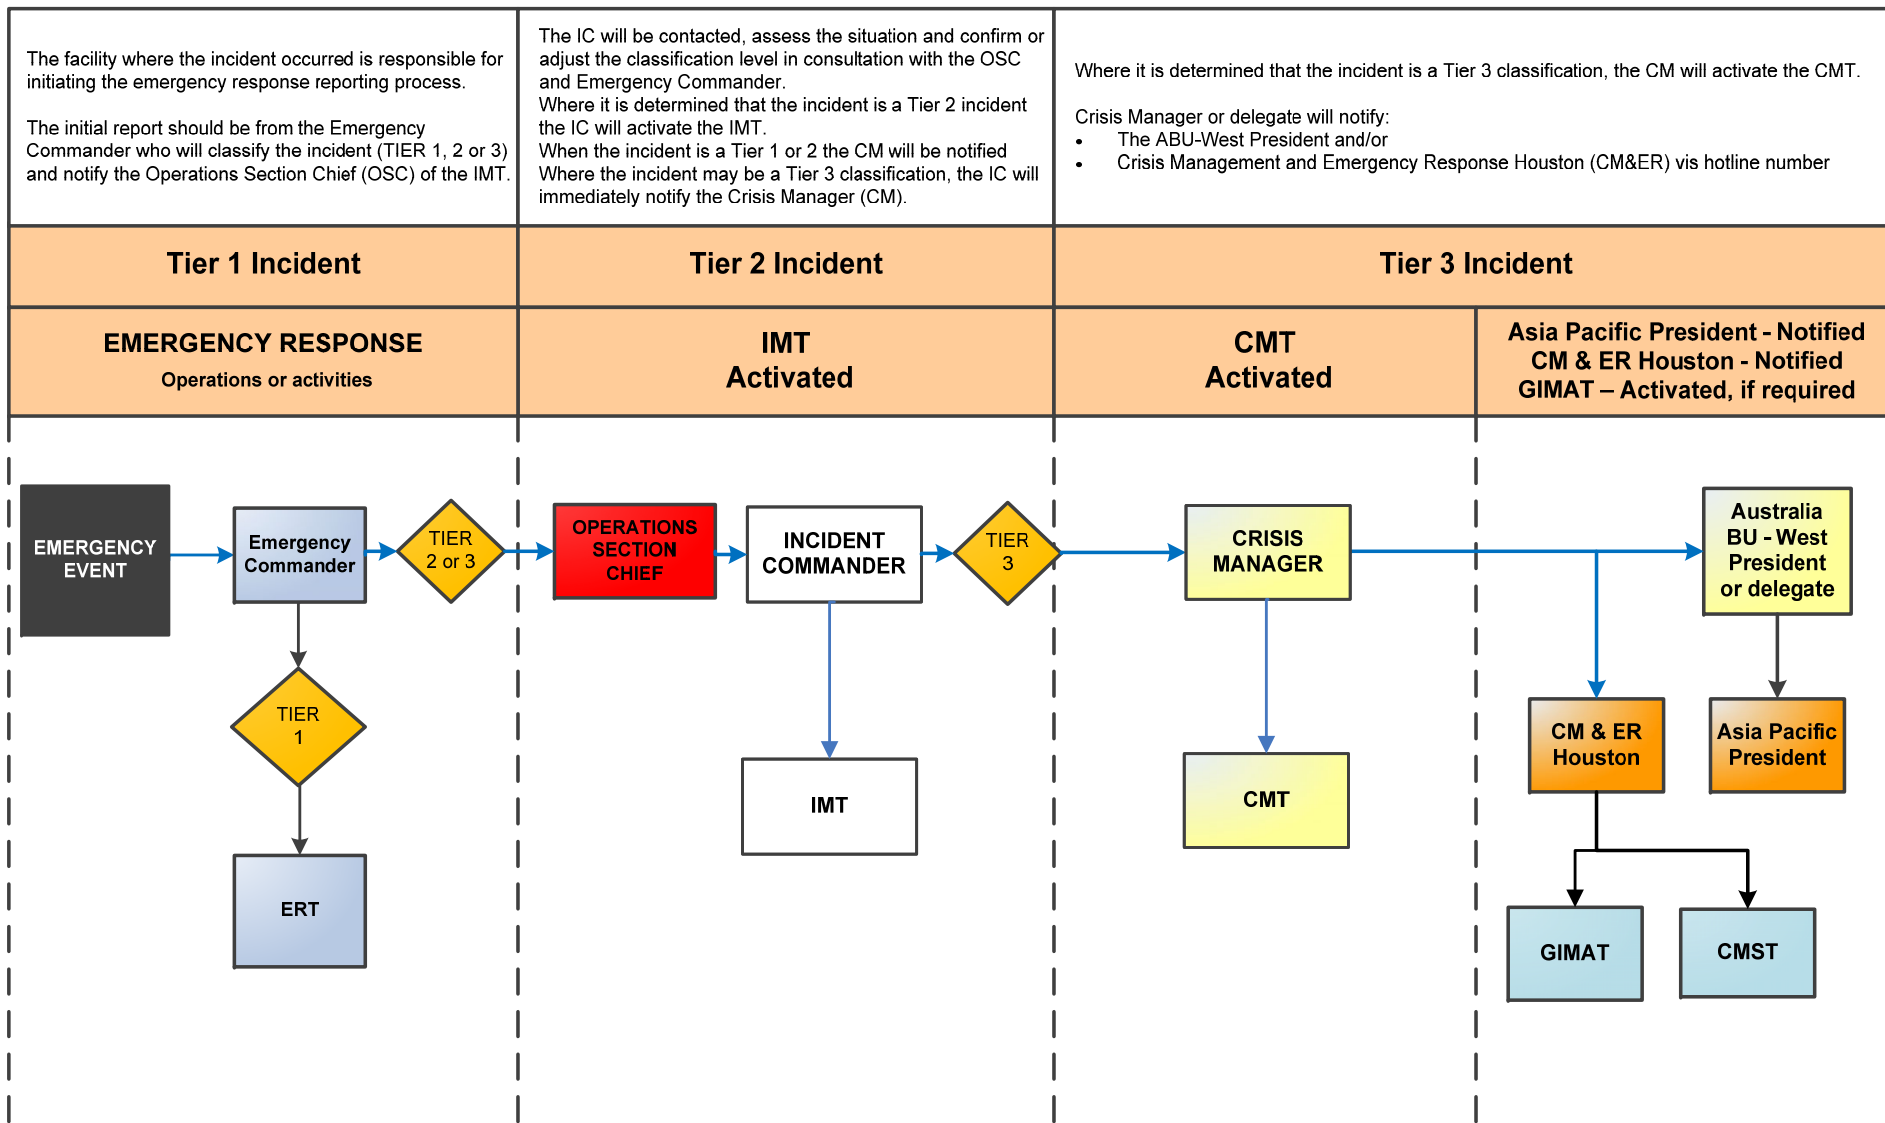 The facility where the incident occurred is responsible for
initiating the emergency response reporting process.
The initial report should be from the Emergency
Commander who will classify the incident (TIER 1, 2 or 3)
and notify the Operations Section Chief (OSC) of the IMT.
The IC will be contacted, assess the situation and confirm or
adjust the classification level in consultation with the OSC
and Emergency Commander.
Where it is determined that the incident is a Tier 2 incident
the IC will activate the IMT.
When the incident is a Tier 1 or 2 the CM will be notified
Where the incident may be a Tier 3 classification, the IC will
immediately notify the Crisis Manager (CM).
Where it is determined that the incident is a Tier 3 classification, the CM will activate the CMT.
Crisis Manager or delegate will notify:
• The ABU-West President and/or
• Crisis Management and Emergency Response Houston (CM&ER) vis hotline number
Tier 1 Incident
Tier 2 Incident
Tier 3 Incident
EMERGENCY RESPONSE
Operations or activities
IMT
Activated
CMT
Activated
Asia Pacific President - Notified
CM & ER Houston - Notified
GIMAT – Activated, if required
EMERGENCY
EVENT
Emergency
Commander
TIER
2 or 3
OPERATIONS
SECTION
CHIEF
INCIDENT
COMMANDER
TIER
3
CRISIS
MANAGER
Australia
BU - West
President
or delegate
TIER
1
IMT
CMT
CM & ER
Houston
Asia Pacific
President
ERT
GIMAT
CMST